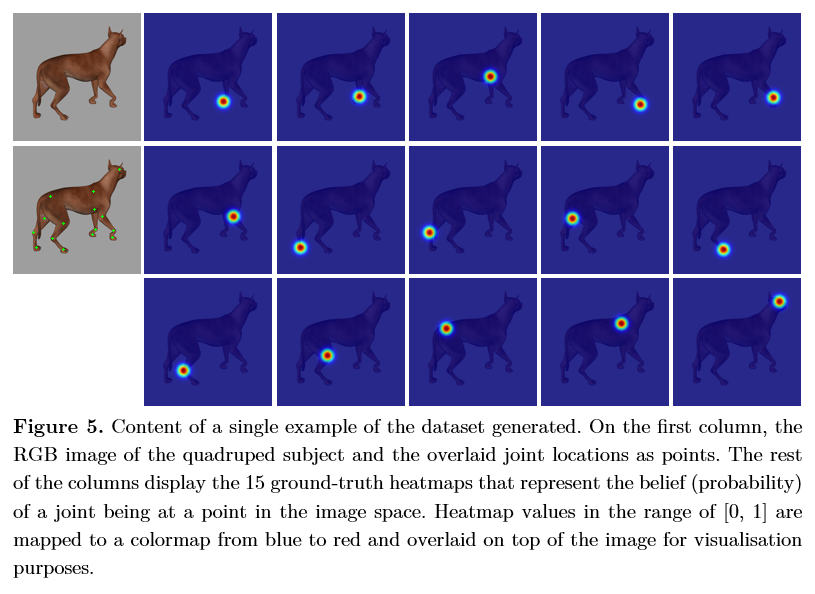 Figure 5. Content of a single example of the dataset generated. On the first column, the
RGB image of the quadruped subject and the overlaid joint locations as points. The rest
of the columns display the 15 ground-truth heatmaps that represent the belief (probability)
of a joint being at a point in the image space. Heatmap values in the range of [0, 1] are
mapped to a colormap from blue to red and overlaid on top of the image for visualisation
purposes.